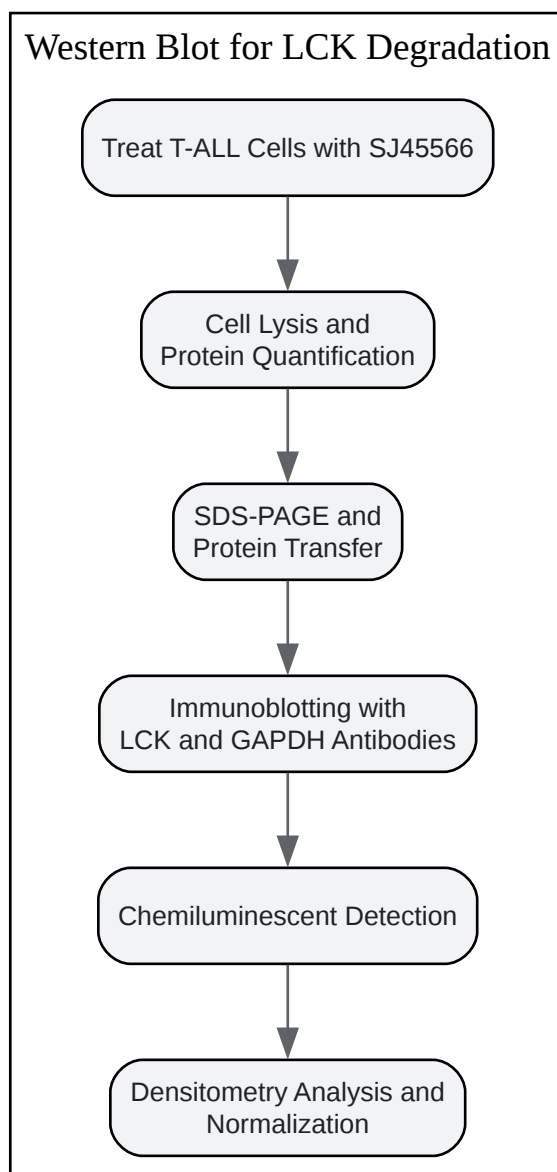 Western Blot for LCK Degradation
Treat T-ALL Cells with SJ45566
Cell Lysis and
Protein Quantification
SDS-PAGE and
Protein Transfer
Immunoblotting with
LCK and GAPDH Antibodies
Chemiluminescent Detection
Densitometry Analysis and
Normalization